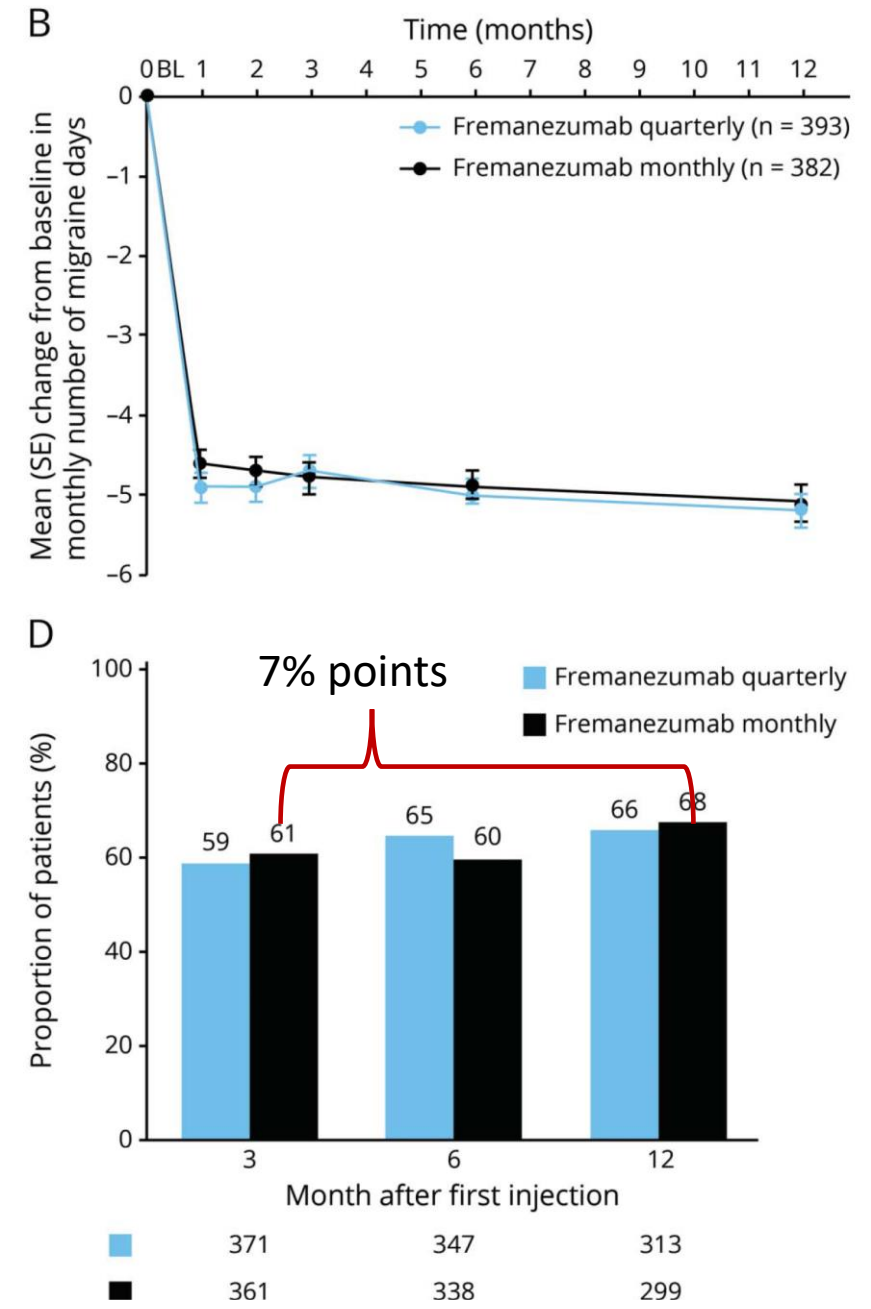 B
Time (months)
0 BL 1 2 3 4 5 6 7 8 9 10 11 12
Mean (SE) change from baseline in
monthly number of migraine days
0
–1
–2
–3
–4
–5
–6
Fremanezumab quarterly (n = 393)
Fremanezumab monthly (n = 382)
D
7% points
Fremanezumab quarterly
Fremanezumab monthly
Proportion of patients (%)
100
80
60
40
20
0
59 61 65 60 66 68
3 6 12
Month after first injection
371 347 313
361 338 299